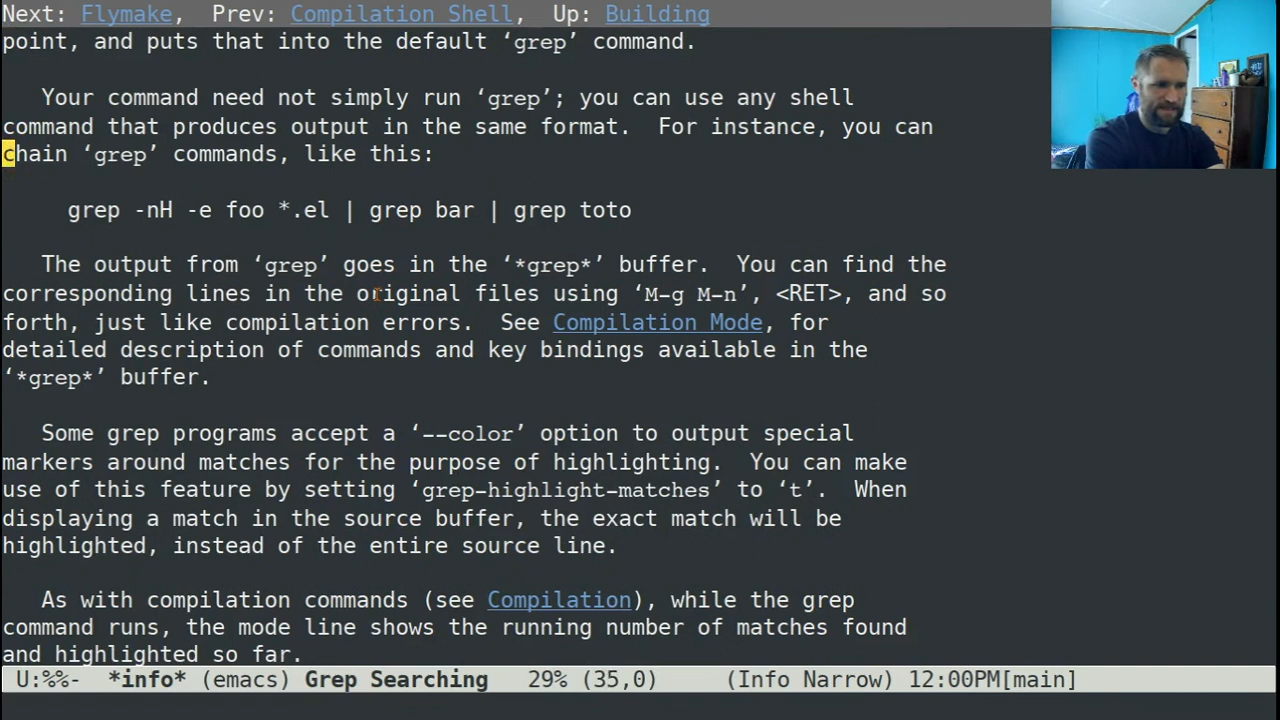 Next: Flymake,  Prev: Compilation Shell,  Up: Building
point, and puts that into the default ‘grep’ command.
Your command need not simply run ‘grep’; you can use any shell
command that produces output in the same format.  For instance, you can
chain ‘grep’ commands, like this:
grep -nH -e foo *.el | grep bar | grep toto
The output from ‘grep’ goes in the ‘*grep*’ buffer.  You can find the
corresponding lines in the original files using ‘M-g M-n’, <RET>, and so
forth, just like compilation errors.  See Compilation Mode, for
detailed description of commands and key bindings available in the
‘*grep*’ buffer.
Some grep programs accept a ‘--color’ option to output special
markers around matches for the purpose of highlighting.  You can make
use of this feature by setting ‘grep-highlight-matches’ to ‘t’.  When
displaying a match in the source buffer, the exact match will be
highlighted, instead of the entire source line.
As with compilation commands (see Compilation), while the grep
command runs, the mode line shows the running number of matches found
and highlighted so far.
U:%%-  *info* (emacs) Grep Searching   29% (35,0)     (Info Narrow) 12:00PM[main]